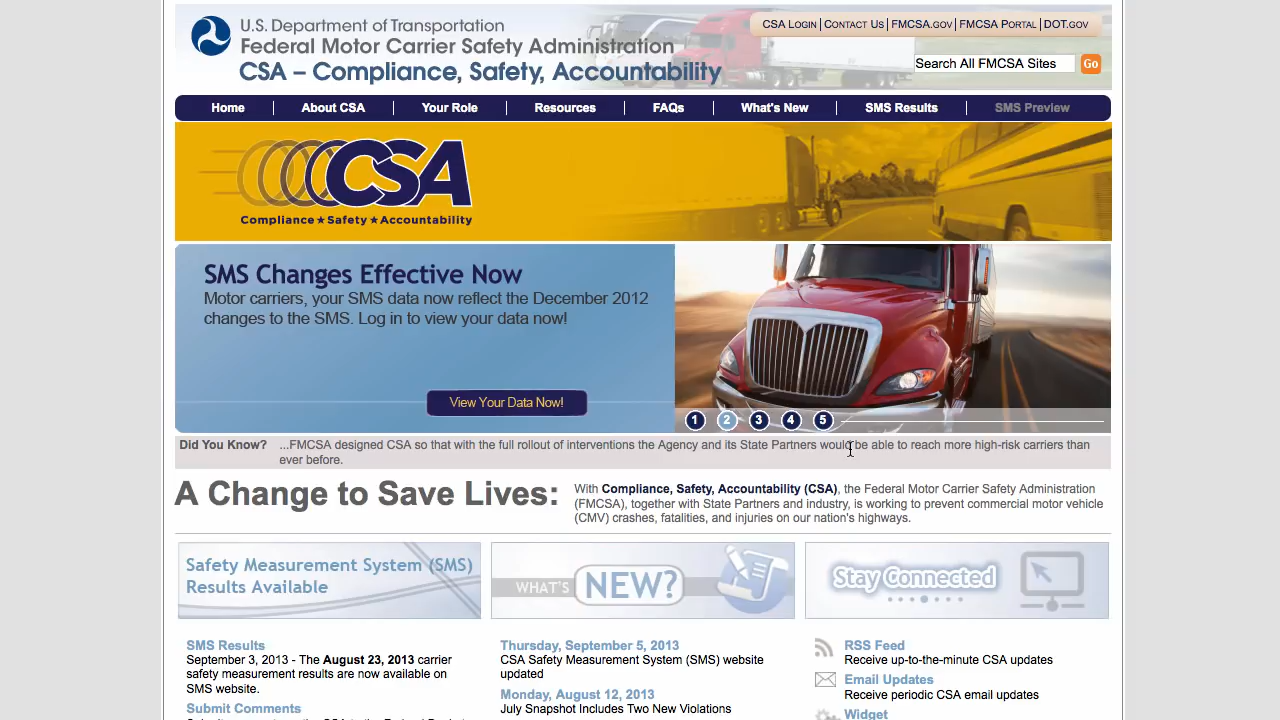 U.S. Department of Transportation
Federal Motor Carrier Safety Administration
CSA – Compliance, Safety, Accountability
CSA Login | Contact Us | FMCSA.gov | FMCSA Portal | DOT.gov
Search All FMCSA Sites Go
Home About CSA Your Role Resources FAQs What's New SMS Results SMS Preview
CSA
Compliance★Safety★Accountability
SMS Changes Effective Now
Motor carriers, your SMS data now reflect the December 2012
changes to the SMS. Log in to view your data now!
View Your Data Now!
1 2 3 4 5
Did You Know? ...FMCSA designed CSA so that with the full rollout of interventions the Agency and its State Partners would be able to reach more high-risk carriers than
ever before.
A Change to Save Lives:
With Compliance, Safety, Accountability (CSA), the Federal Motor Carrier Safety Administration
(FMCSA), together with State Partners and industry, is working to prevent commercial motor vehicle
(CMV) crashes, fatalities, and injuries on our nation's highways.
Safety Measurement System (SMS)
Results Available
SMS Results
September 3, 2013 - The August 23, 2013 carrier
safety measurement results are now available on
SMS website.
Submit Comments
WHAT'S NEW?
Thursday, September 5, 2013
CSA Safety Measurement System (SMS) website
updated
Monday, August 12, 2013
July Snapshot Includes Two New Violations
Stay Connected
RSS Feed
Receive up-to-the-minute CSA updates
Email Updates
Receive periodic CSA email updates
Widget